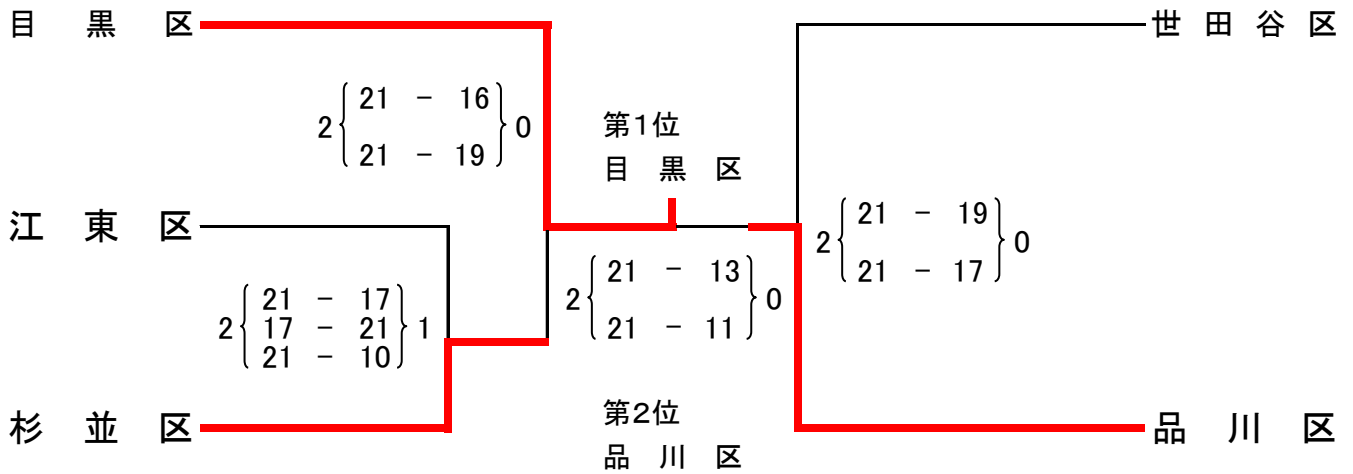 目 黒 区
世 田 谷 区
2 { 21 - 16 } 0
21 - 19
第1位
目 黒 区
江 東 区
2 { 21 - 19 } 0
21 - 17
2 { 21 - 13 } 0
21 - 11
2 { 21 - 17 } 1
17 - 21
21 - 10
杉 並 区
第2位
品 川 区
品 川 区